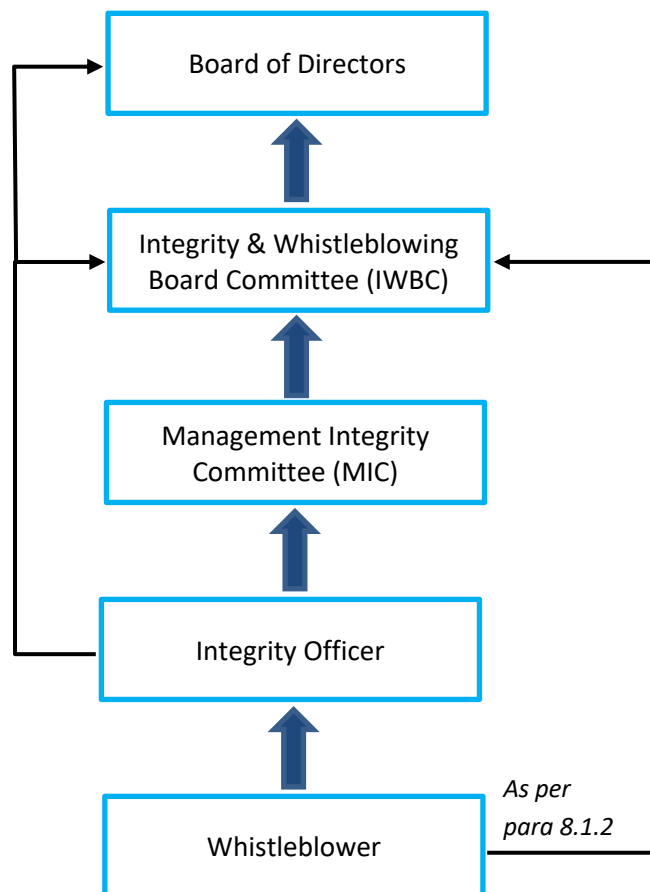 Board of Directors
Integrity & Whistleblowing
Board Committee (IWBC)
Management Integrity
Committee (MIC)
Integrity Officer
As per
para 8.1.2
Whistleblower